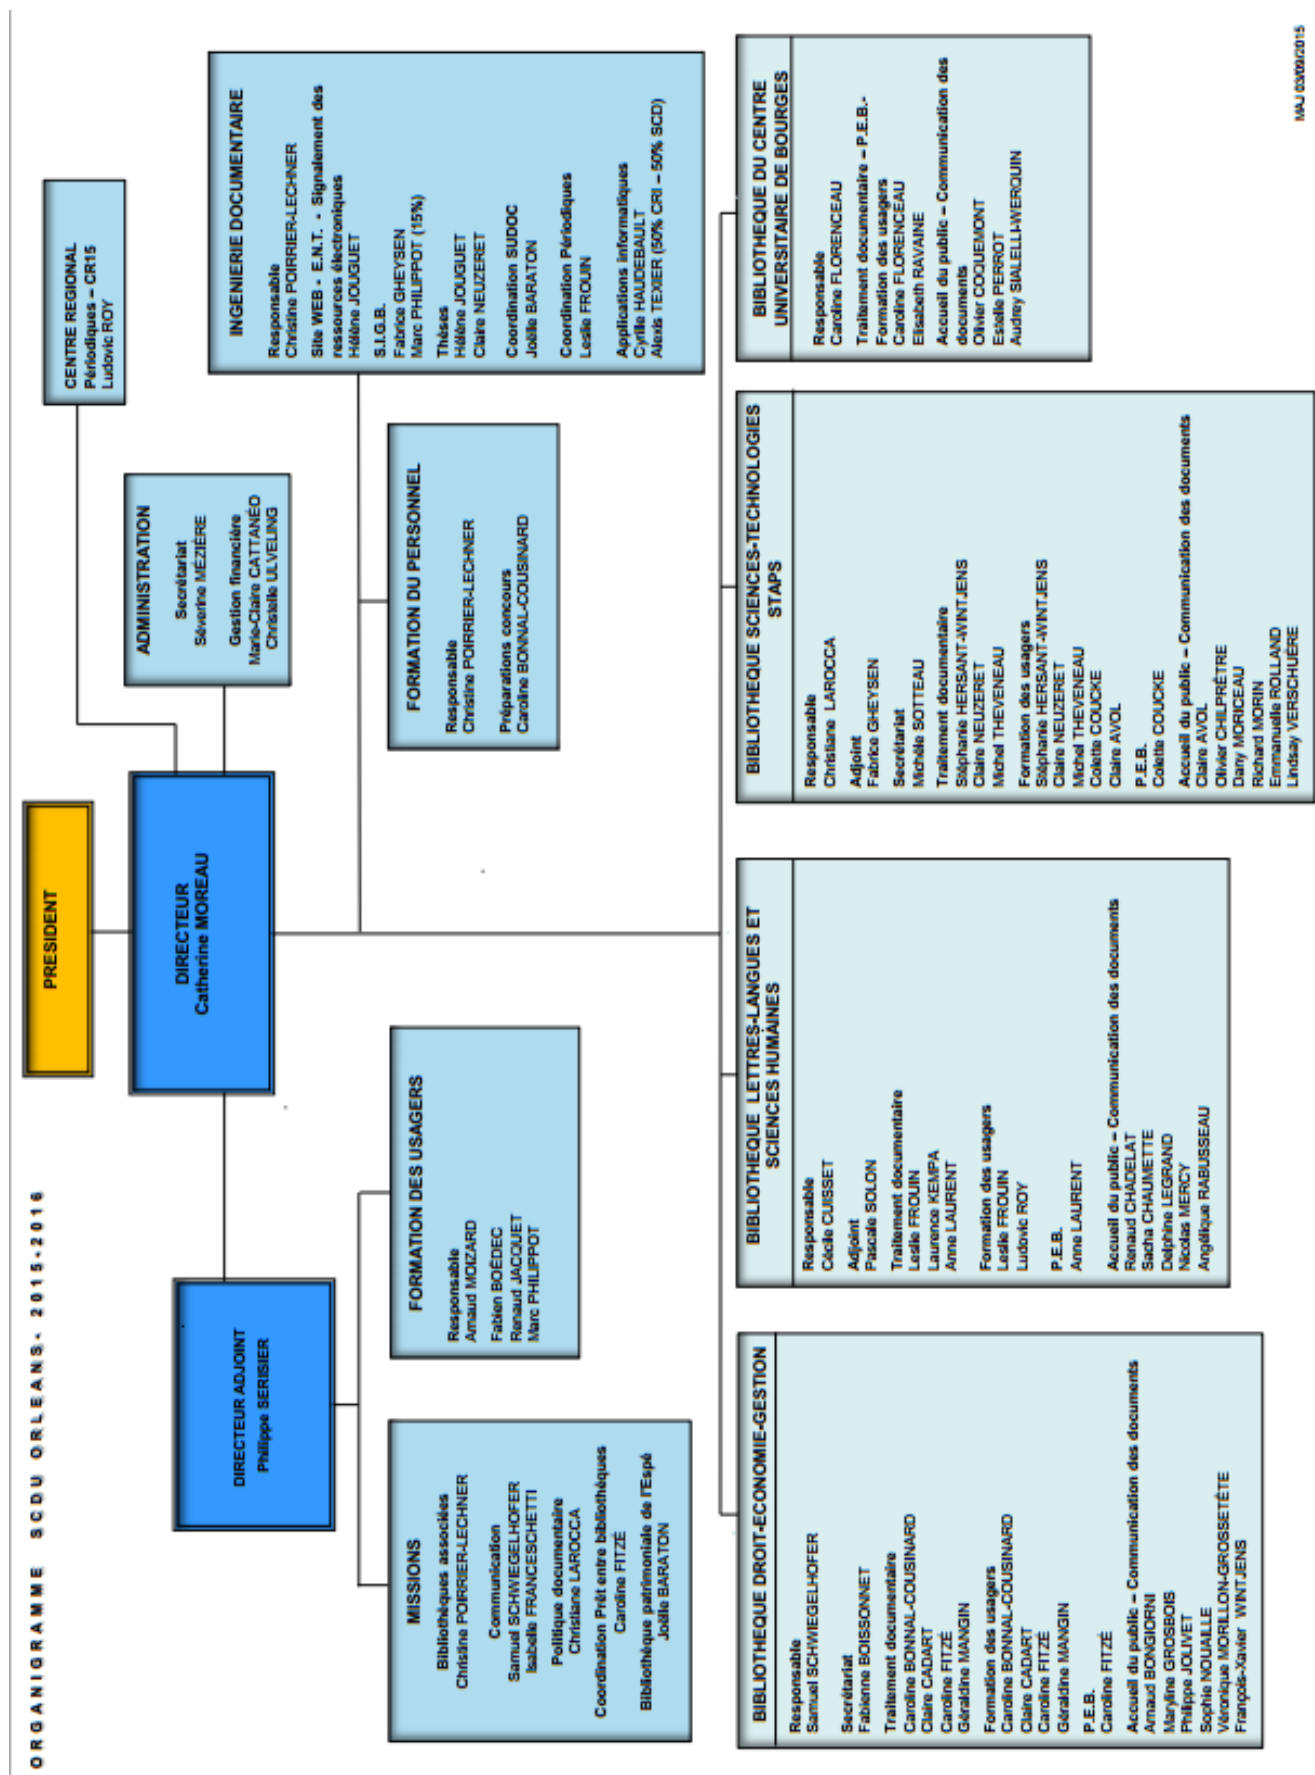 ORGANIGRAMME SCDU ORLEANS- 2015-2016
PRESIDENT
DIRECTEUR
Catherine MOREAU
DIRECTEUR ADJOINT
Philippe SERISIER
CENTRE REGIONAL
Périodiques – CR15
Ludovic ROY
ADMINISTRATION
Secrétariat
Séverine MÉZIÈRE
Gestion financière
Marie-Claire CATTANÉO
Christelle ULVELING
MISSIONS
Bibliothèques associées
Christine POIRRIER-LECHNER
Communication
Samuel SCHWIEGELHOFER
Isabelle FRANCESCHETTI
Politique documentaire
Christiane LAROCCA
Coordination Prêt entre bibliothèques
Caroline FITZÉ
Bibliothèque patrimoniale de l'Espé
Joëlle BARATON
FORMATION DES USAGERS
Responsable
Arnaud MOIZARD
Fabien BOËDEC
Renaud JACQUET
Marc PHILIPPOT
FORMATION DU PERSONNEL
Responsable
Christine POIRRIER-LECHNER
Préparations concours
Caroline BONNAL-COUSINARD
INGENIERIE DOCUMENTAIRE
Responsable
Christine POIRRIER-LECHNER
Site WEB - E.N.T. - Signalement des
ressources électroniques
Hélène JOUGUET
S.I.G.B.
Fabrice GHEYSEN
Marc PHILIPPOT (15%)
Thèses
Hélène JOUGUET
Claire NEUZERET
Coordination SUDOC
Joëlle BARATON
Coordination Périodiques
Leslie FROUIN
Applications informatiques
Cyrille HAUDEBAULT
Alexis TEXIER (50% CRI – 50% SCD)
BIBLIOTHEQUE DROIT-ECONOMIE-GESTION
Responsable
Samuel SCHWIEGELHOFER
Secrétariat
Fabienne BOISSONNET
Traitement documentaire
Caroline BONNAL-COUSINARD
Claire CADART
Caroline FITZÉ
Géraldine MANGIN
Formation des usagers
Caroline BONNAL-COUSINARD
Claire CADART
Caroline FITZÉ
Géraldine MANGIN
P.E.B.
Caroline FITZÉ
Accueil du public – Communication des documents
Arnaud BONGIORNI
Maryline GROSBOIS
Philippe JOLIVET
Sophie NOUAILLE
Véronique MORILLON-GROSSETÊTE
François-Xavier WINTJENS
BIBLIOTHEQUE LETTRES-LANGUES ET
SCIENCES HUMAINES
Responsable
Cécile CUISSET
Adjoint
Pascale SOLON
Traitement documentaire
Leslie FROUIN
Laurence KEMPA
Anne LAURENT
Formation des usagers
Leslie FROUIN
Ludovic ROY
P.E.B.
Anne LAURENT
Accueil du public – Communication des documents
Renaud CHADELAT
Sacha CHAUMETTE
Delphine LEGRAND
Nicolas MERCY
Angélique RABUSSEAU
BIBLIOTHEQUE SCIENCES-TECHNOLOGIES
STAPS
Responsable
Christiane LAROCCA
Adjoint
Fabrice GHEYSEN
Secrétariat
Michèle SOTTEAU
Traitement documentaire
Stéphanie HERSANT-WINTJENS
Claire NEUZERET
Michel THEVENEAU
Formation des usagers
Stéphanie HERSANT-WINTJENS
Claire NEUZERET
Michel THEVENEAU
Colette COUCKE
Claire AVOL
P.E.B.
Colette COUCKE
Accueil du public – Communication des documents
Claire AVOL
Olivier CHILPRÊTRE
Dany MORICEAU
Richard MORIN
Emmanuelle ROLLAND
Lindsay VERSCHUÈRE
BIBLIOTHEQUE DU CENTRE
UNIVERSITAIRE DE BOURGES
Responsable
Caroline FLORENCEAU
Traitement documentaire – P.E.B.-
Formation des usagers
Caroline FLORENCEAU
Elisabeth RAVAINE
Accueil du public – Communication des
documents
Olivier COQUEMONT
Estelle PERROT
Audrey SIALELLI-WERQUIN
MAJ 03/09/2015